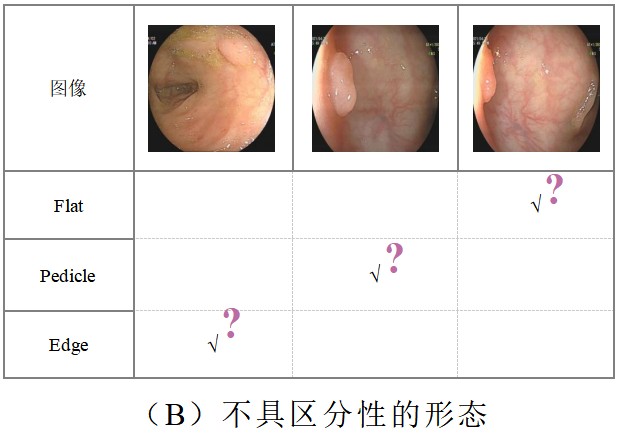 图像
Flat
√?
Pedicle
√?
Edge
√?
（B）不具区分性的形态